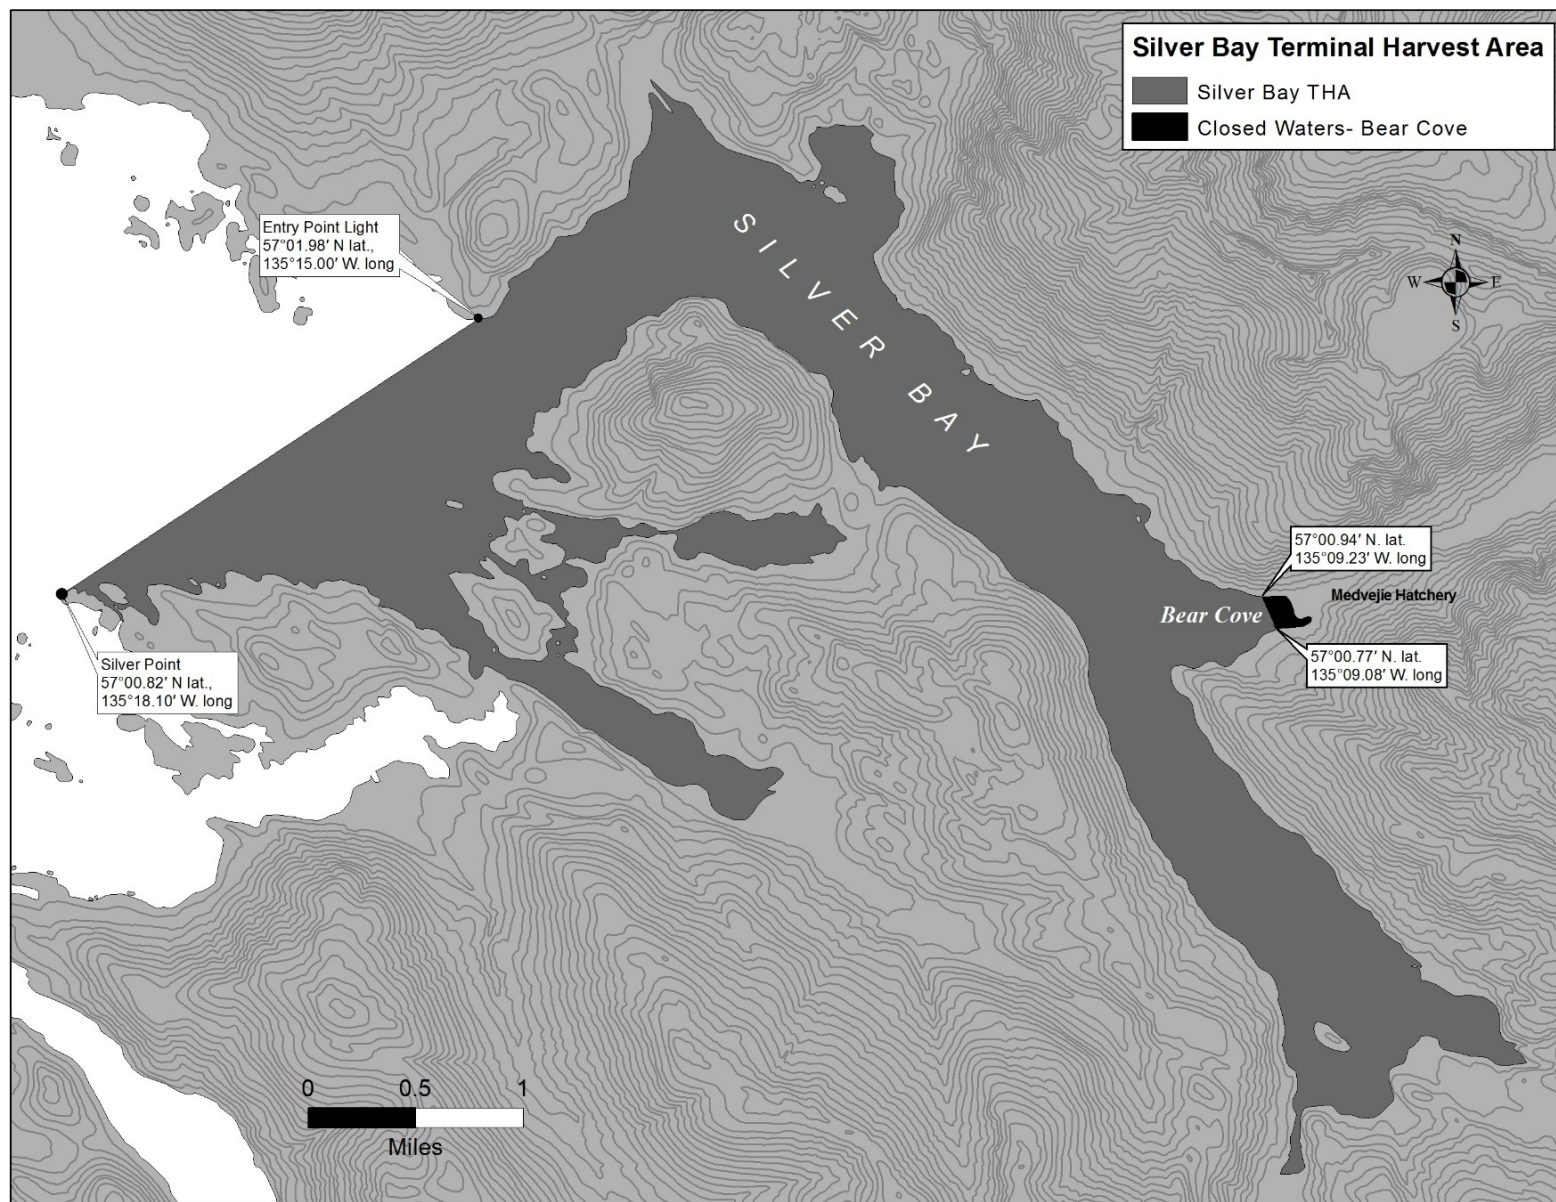 Silver Bay Terminal Harvest Area
Silver Bay THA
Closed Waters- Bear Cove
Entry Point Light
57°01.98′ N lat.,
135°15.00′ W. long
SILVER BAY
N
W E
S
57°00.94′ N. lat.
135°09.23′ W. long
Medvejie Hatchery
Bear Cove
57°00.77′ N. lat.
135°09.08′ W. long
Silver Point
57°00.82′ N lat.,
135°18.10′ W. long
0 0.5 1
Miles